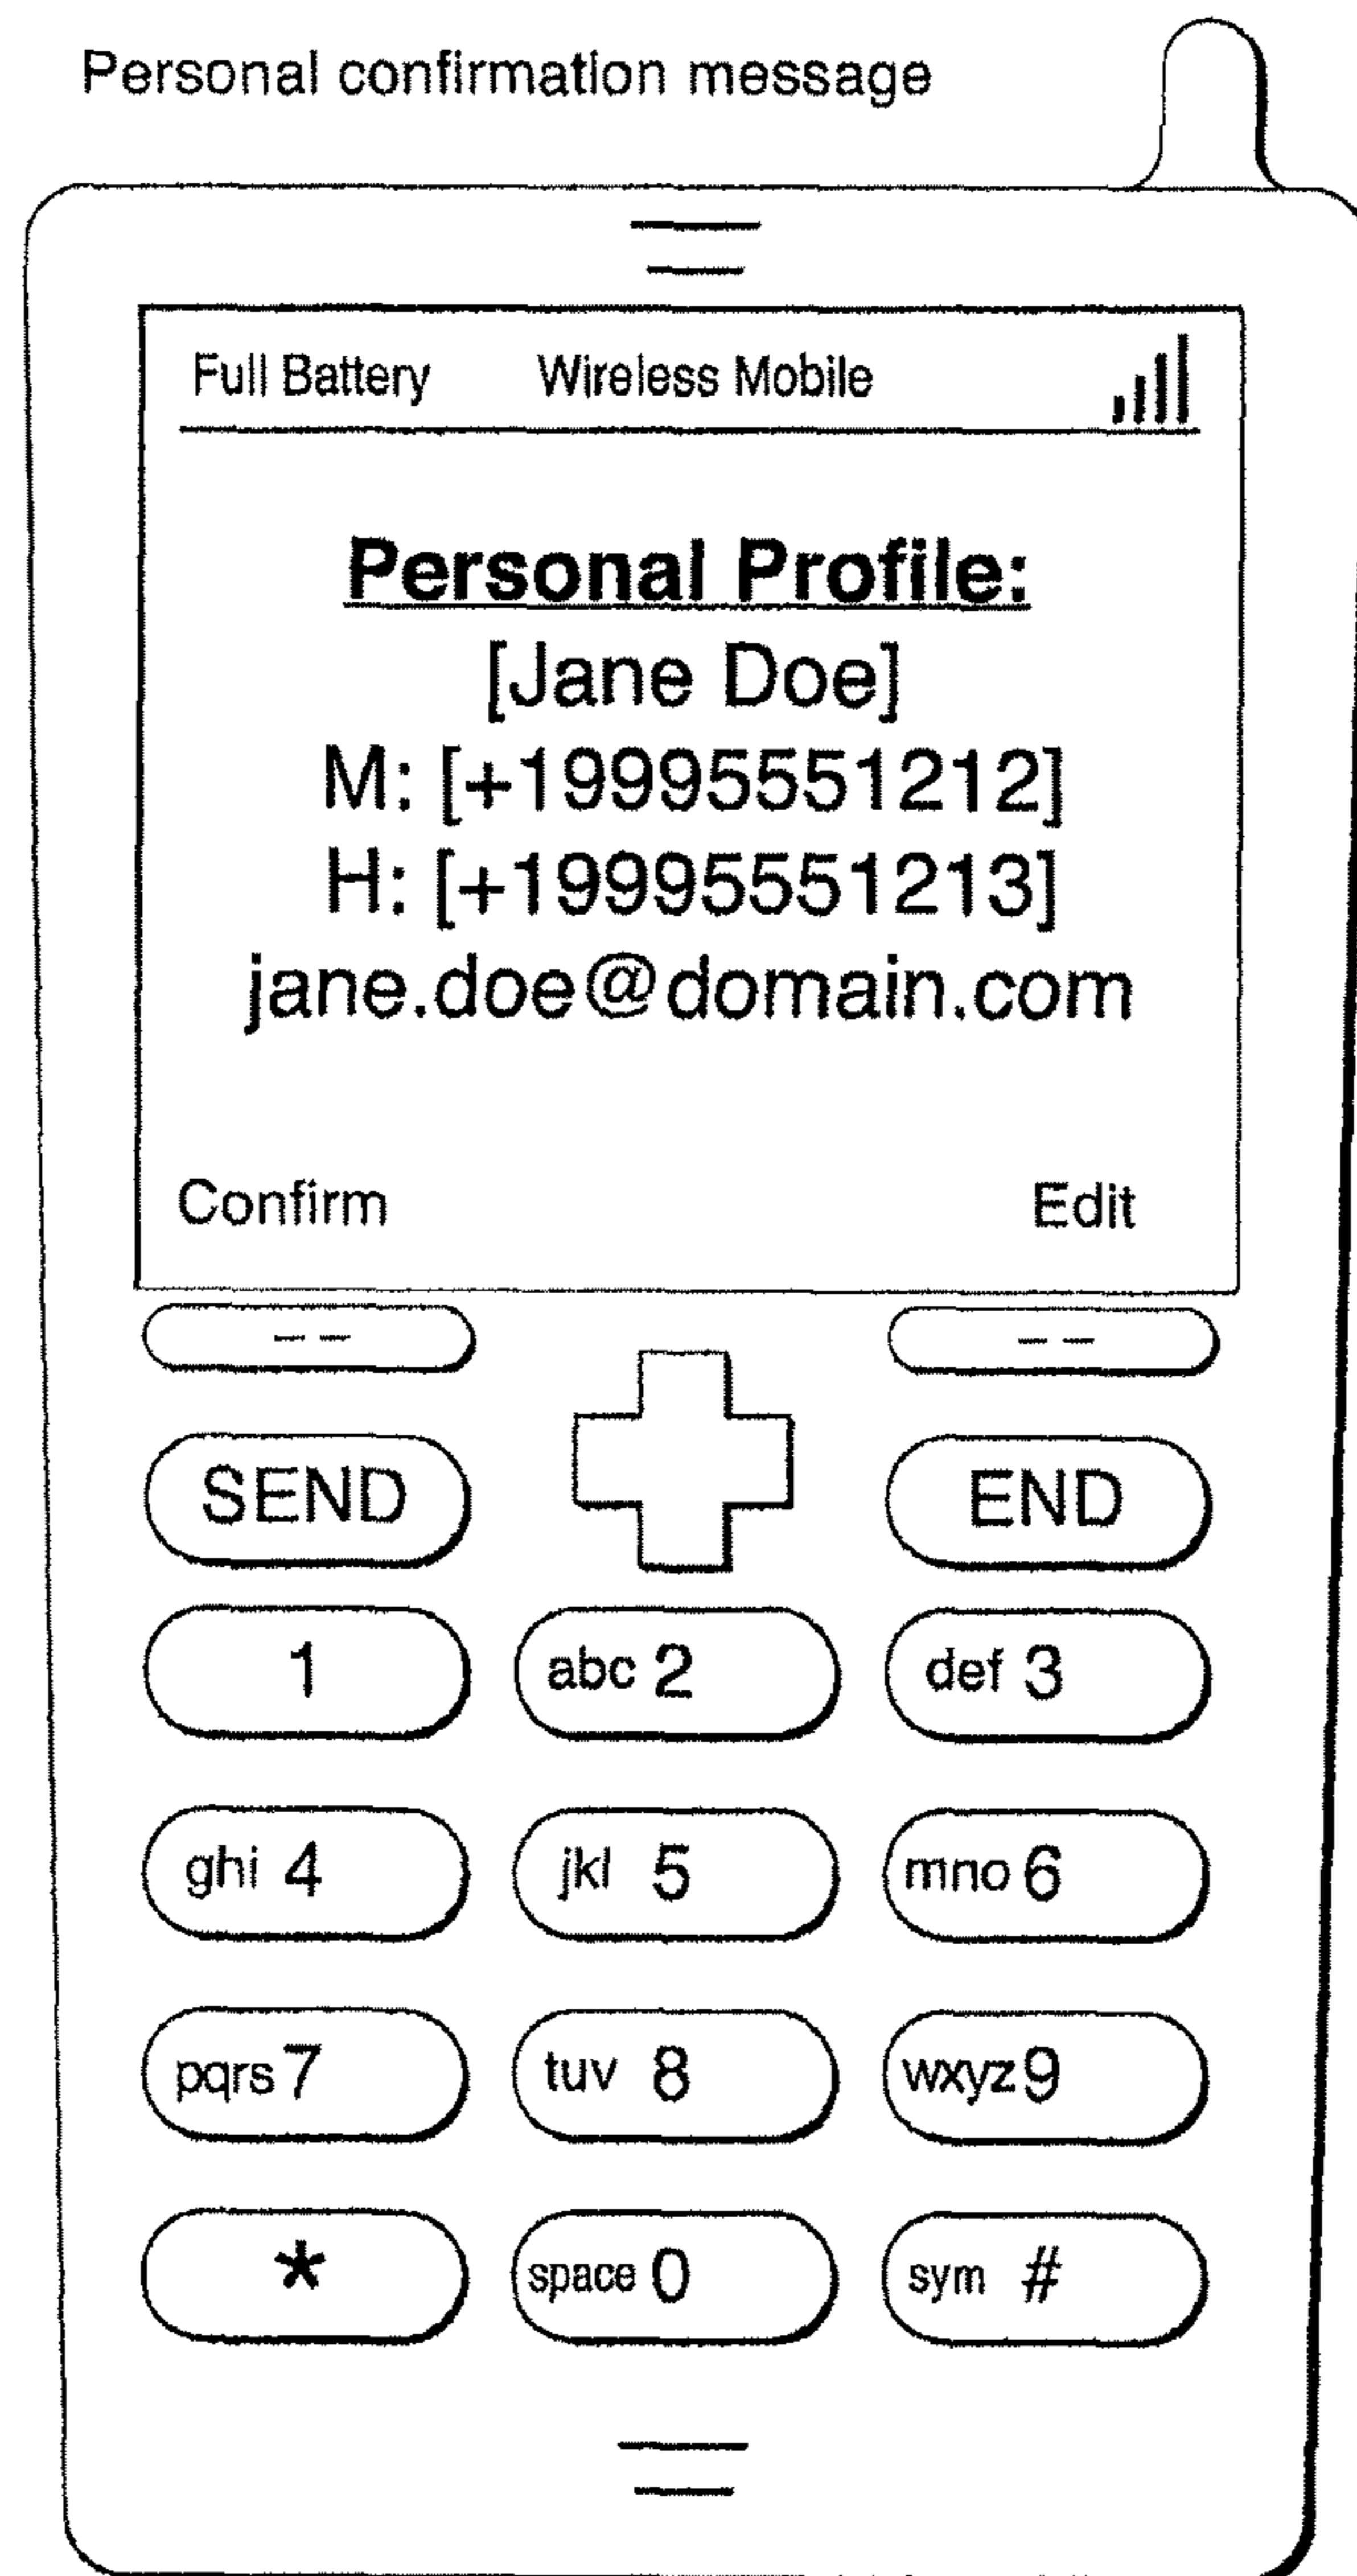 Personal confirmation message
Full Battery Wireless Mobile
Personal Profile:
[Jane Doe]
M: [+19995551212]
H: [+19995551213]
jane.doe@domain.com
Confirm Edit
-- --
SEND END
1 abc 2 def 3
ghi 4 jkl 5 mno 6
pqrs 7 tuv 8 wxyz 9
* space 0 sym #